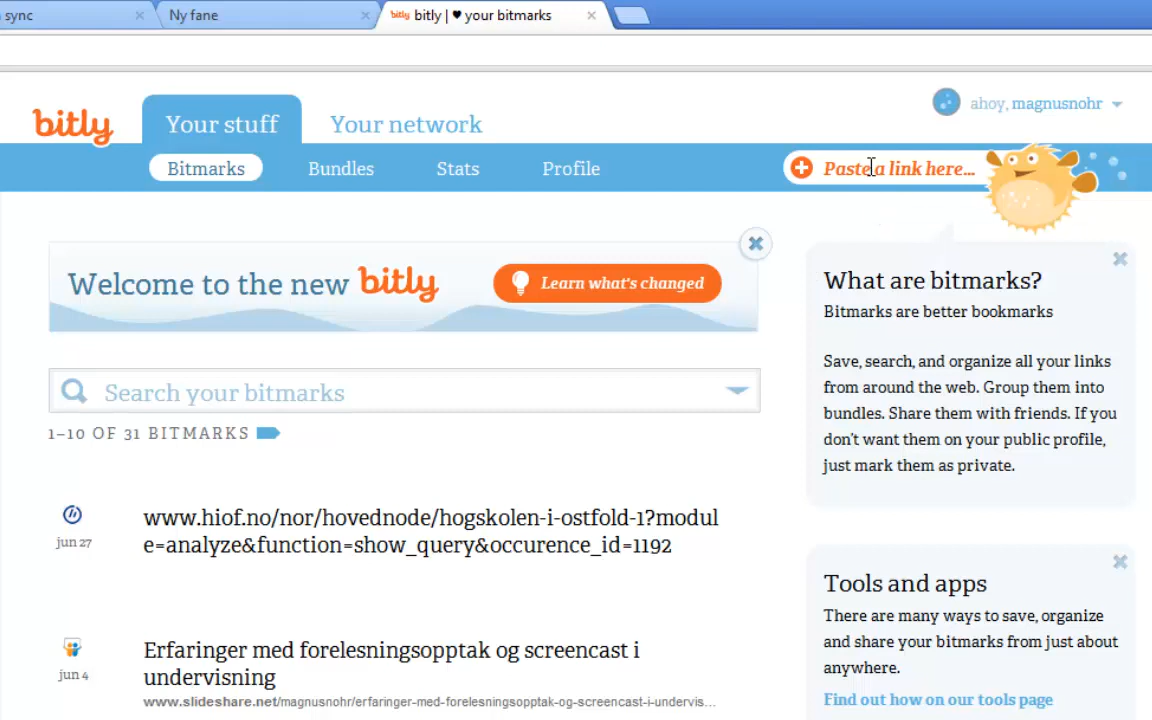 sync
Ny fane
bitly bitly | ♥ your bitmarks
bitly
Your stuff
Your network
ahoy, magnusnohr
Bitmarks
Bundles
Stats
Profile
Paste a link here...
Welcome to the new bitly
Learn what's changed
What are bitmarks?
Bitmarks are better bookmarks
Save, search, and organize all your links
from around the web. Group them into
bundles. Share them with friends. If you
don't want them on your public profile,
just mark them as private.
Search your bitmarks
1–10 OF 31 BITMARKS
www.hiof.no/nor/hovednode/hogskolen-i-ostfold-1?modul
e=analyze&function=show_query&occurence_id=1192
jun 27
Tools and apps
There are many ways to save, organize
and share your bitmarks from just about
anywhere.
Find out how on our tools page
Erfaringer med forelesningsopptak og screencast i
undervisning
jun 4
www.slideshare.net/magnusnohr/erfaringer-med-forelesningsopptak-og-screencast-i-undervis...